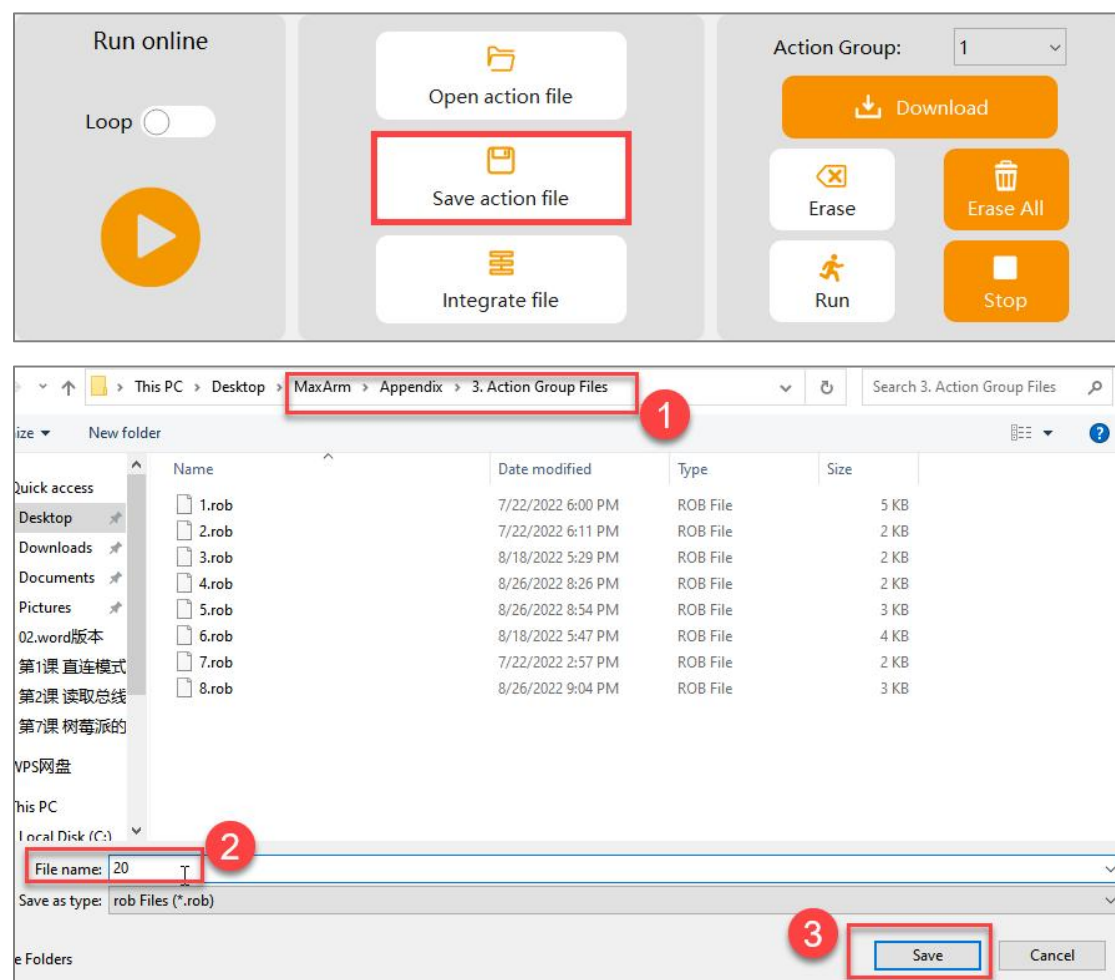 Run online
Loop
Open action file
Save action file
Integrate file
Action Group: 1
Download
Erase
Erase All
Run
Stop
This PC > Desktop > MaxArm > Appendix > 3. Action Group Files
Search 3. Action Group Files
1
New folder
?
Name Date modified Type Size
Quick access
Desktop
Downloads
Documents
Pictures
02.word版本
第1课 直连模式
第2课 读取总线
第7课 树莓派的
WPS网盘
This PC
Local Disk (C:)
1.rob 7/22/2022 6:00 PM ROB File 5 KB
2.rob 7/22/2022 6:11 PM ROB File 2 KB
3.rob 8/18/2022 5:29 PM ROB File 2 KB
4.rob 8/26/2022 8:26 PM ROB File 2 KB
5.rob 8/26/2022 8:54 PM ROB File 3 KB
6.rob 8/18/2022 5:47 PM ROB File 4 KB
7.rob 7/22/2022 2:57 PM ROB File 2 KB
8.rob 8/26/2022 9:04 PM ROB File 3 KB
2
File name: 20
Save as type: rob Files (*.rob)
3
e Folders
Save
Cancel